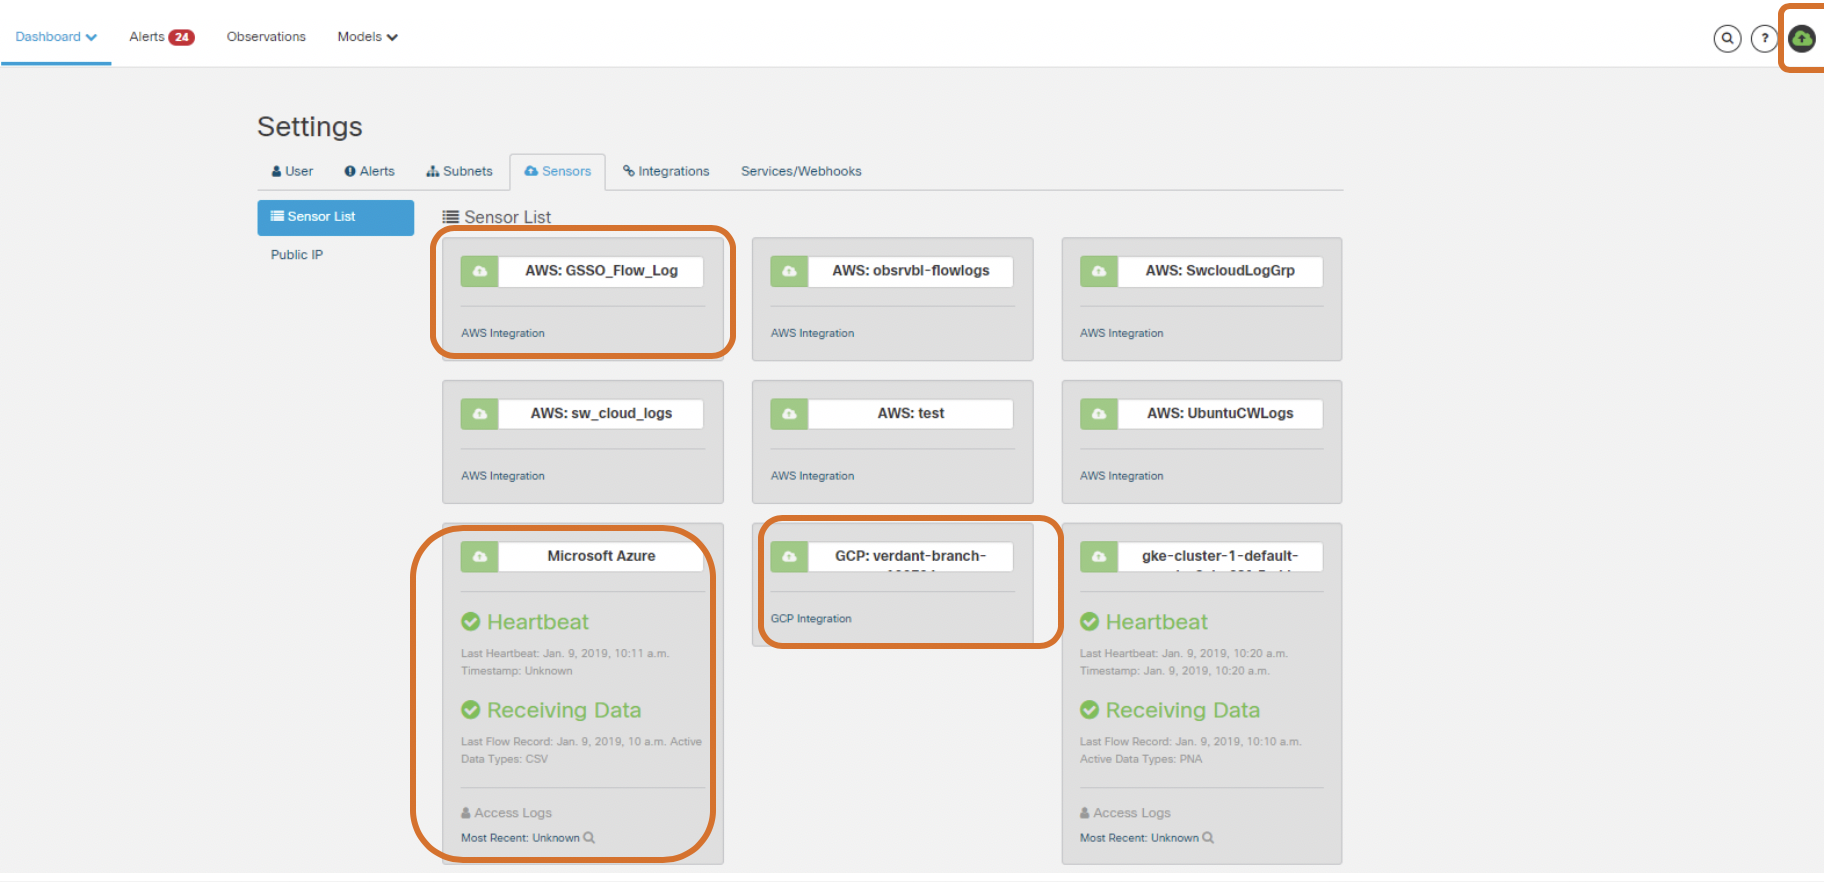 Dashboard
Alerts 24
Observations
Models
?
Settings
User
Alerts
Subnets
Sensors
Integrations
Services/Webhooks
Sensor List
Public IP
Sensor List
AWS: GSSO_Flow_Log
AWS Integration
AWS: obsrvbl-flowlogs
AWS Integration
AWS: SwcloudLogGrp
AWS Integration
AWS: sw_cloud_logs
AWS Integration
AWS: test
AWS Integration
AWS: UbuntuCWLogs
AWS Integration
Microsoft Azure
Heartbeat
Last Heartbeat: Jan. 9, 2019, 10:11 a.m.
Timestamp: Unknown
Receiving Data
Last Flow Record: Jan. 9, 2019, 10 a.m. Active
Data Types: CSV
Access Logs
Most Recent: Unknown
GCP: verdant-branch-
GCP Integration
gke-cluster-1-default-
Heartbeat
Last Heartbeat: Jan. 9, 2019, 10:20 a.m.
Timestamp: Jan. 9, 2019, 10:20 a.m.
Receiving Data
Last Flow Record: Jan. 9, 2019, 10:10 a.m.
Active Data Types: PNA
Access Logs
Most Recent: Unknown